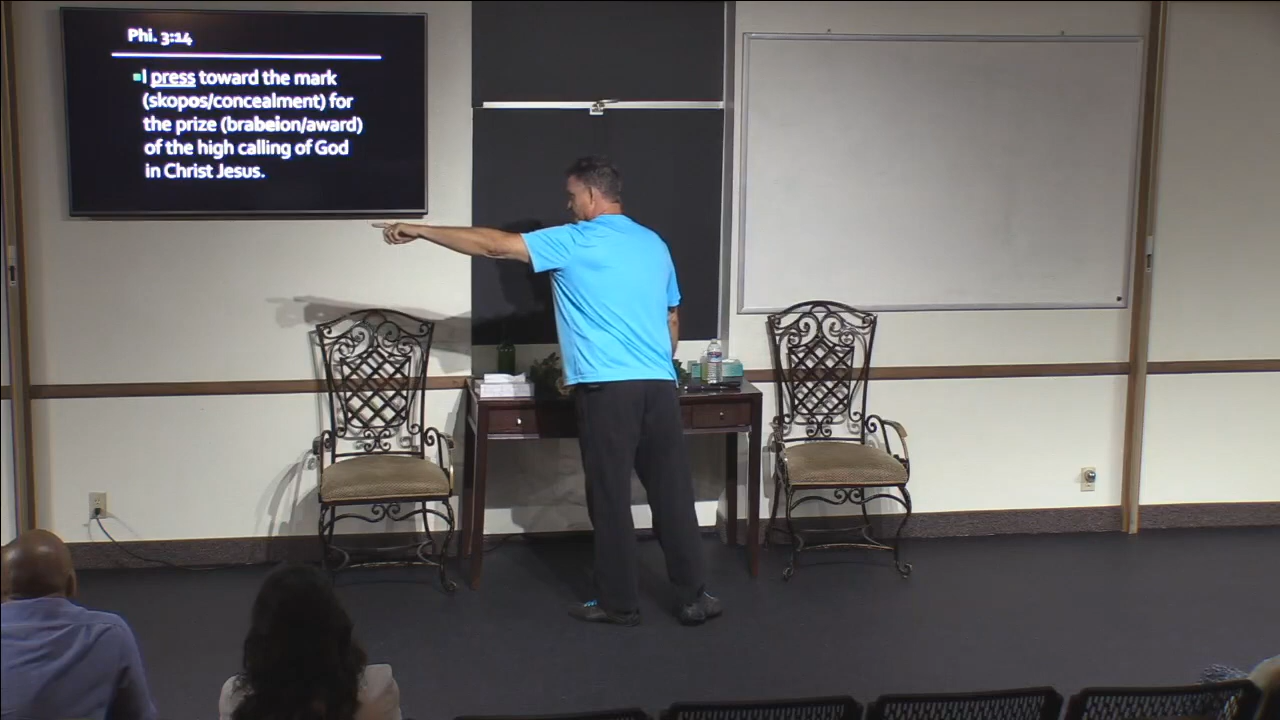 Phi. 3:14
I press toward the mark
(skopos/concealment) for
the prize (brabeion/award)
of the high calling of God
in Christ Jesus.